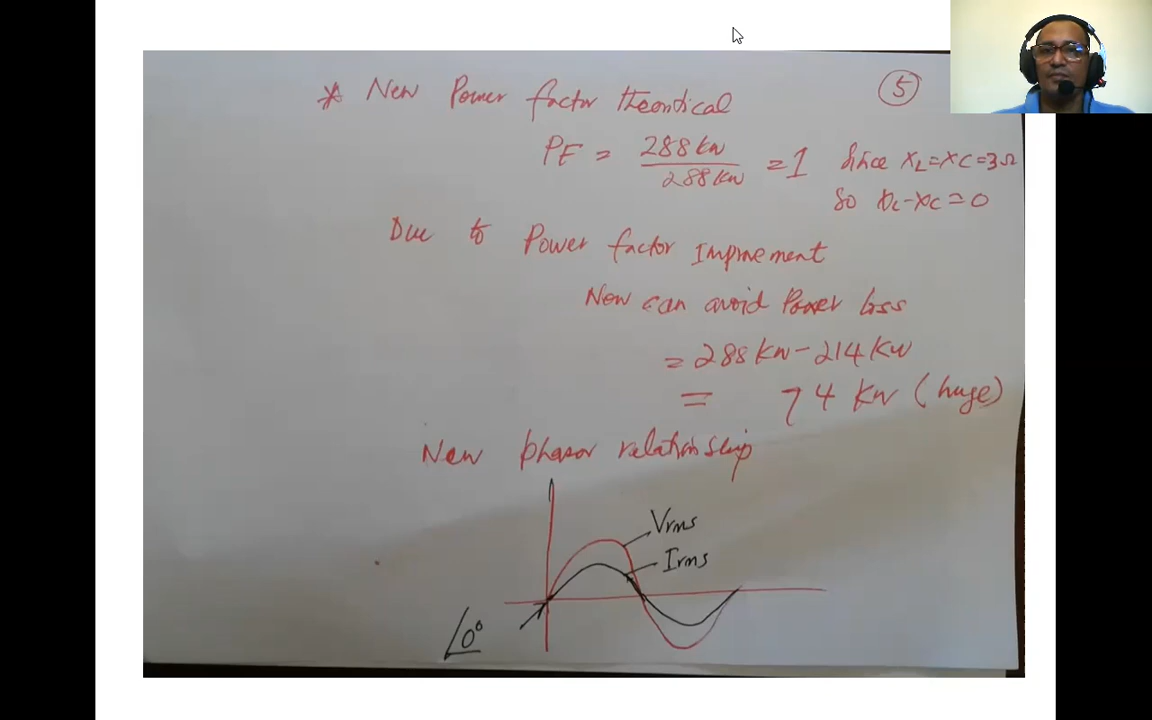 * New Power factor theoritical
5
PF = 288 kw / 288 kw = 1 Since XL=XC=3Ω
So XL-XC=0
Due to Power factor Improvement
Now can avoid Power loss
= 288 kw - 214 kw
= 74 kw (huge)
New phasor relationship
Vrms
Irms
∠0°